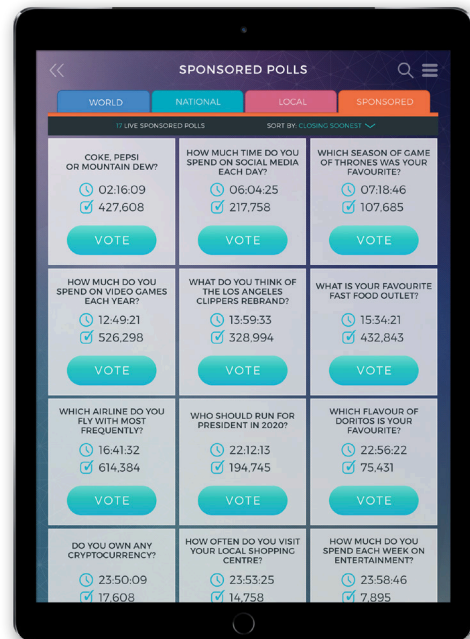 SPONSORED POLLS
WORLD NATIONAL LOCAL SPONSORED
17 LIVE SPONSORED POLLS SORT BY: CLOSING SOONEST
COKE, PEPSI
OR MOUNTAIN DEW?
02:16:09
427,608
VOTE
HOW MUCH TIME DO YOU
SPEND ON SOCIAL MEDIA
EACH DAY?
06:04:25
217,758
VOTE
WHICH SEASON OF GAME
OF THRONES WAS YOUR
FAVOURITE?
07:18:46
107,685
VOTE
HOW MUCH DO YOU
SPEND ON VIDEO GAMES
EACH YEAR?
12:49:21
526,298
VOTE
WHAT DO YOU THINK OF
THE LOS ANGELES
CLIPPERS REBRAND?
13:59:33
328,994
VOTE
WHAT IS YOUR FAVOURITE
FAST FOOD OUTLET?
15:34:21
432,843
VOTE
WHICH AIRLINE DO YOU
FLY WITH MOST
FREQUENTLY?
16:41:32
614,384
VOTE
WHO SHOULD RUN FOR
PRESIDENT IN 2020?
22:12:13
194,745
VOTE
WHICH FLAVOUR OF
DORITOS IS YOUR
FAVOURITE?
22:56:22
75,431
VOTE
DO YOU OWN ANY
CRYPTOCURRENCY?
23:50:09
17,608
HOW OFTEN DO YOU VISIT
YOUR LOCAL SHOPPING
CENTRE?
23:53:25
14,758
HOW MUCH DO YOU
SPEND EACH WEEK ON
ENTERTAINMENT?
23:58:46
7,895